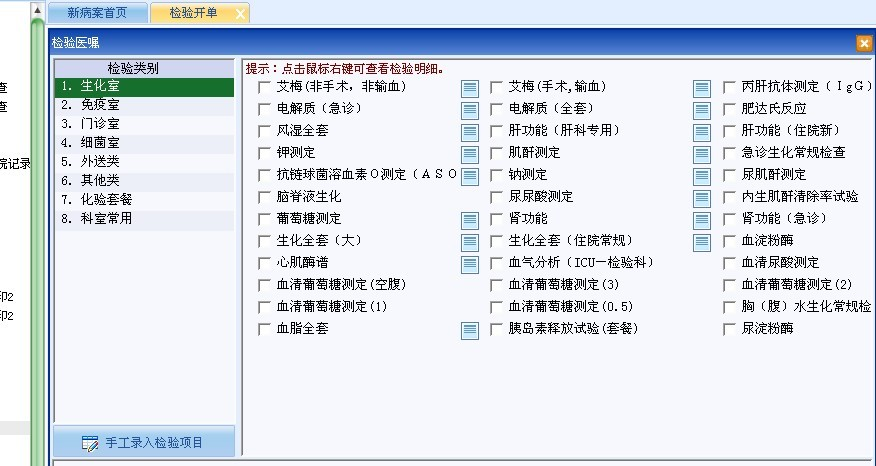 新病案首页
检验开单
检验医嘱
检验类别
1. 生化室
2. 免疫室
3. 门诊室
4. 细菌室
5. 外送类
6. 其他类
7. 化验套餐
8. 科室常用
手工录入检验项目
查
查
院记录
印2
印2
提示：点击鼠标右键可查看检验明细。
艾梅(非手术，非输血) 艾梅(手术,输血) 丙肝抗体测定（ＩgＧ）
电解质（急诊） 电解质（全套） 肥达氏反应
风湿全套 肝功能（肝科专用） 肝功能（住院新）
钾测定 肌酐测定 急诊生化常规检查
抗链球菌溶血素Ｏ测定（ＡＳＯ 钠测定 尿肌酐测定
脑脊液生化 尿尿酸测定 内生肌酐清除率试验
葡萄糖测定 肾功能 肾功能（急诊）
生化全套（大） 生化全套（住院常规） 血淀粉酶
心肌酶谱 血气分析（ICU—检验科） 血清尿酸测定
血清葡萄糖测定(空腹) 血清葡萄糖测定(3) 血清葡萄糖测定(2)
血清葡萄糖测定(1) 血清葡萄糖测定(0.5) 胸（腹）水生化常规检
血脂全套 胰岛素释放试验(套餐) 尿淀粉酶